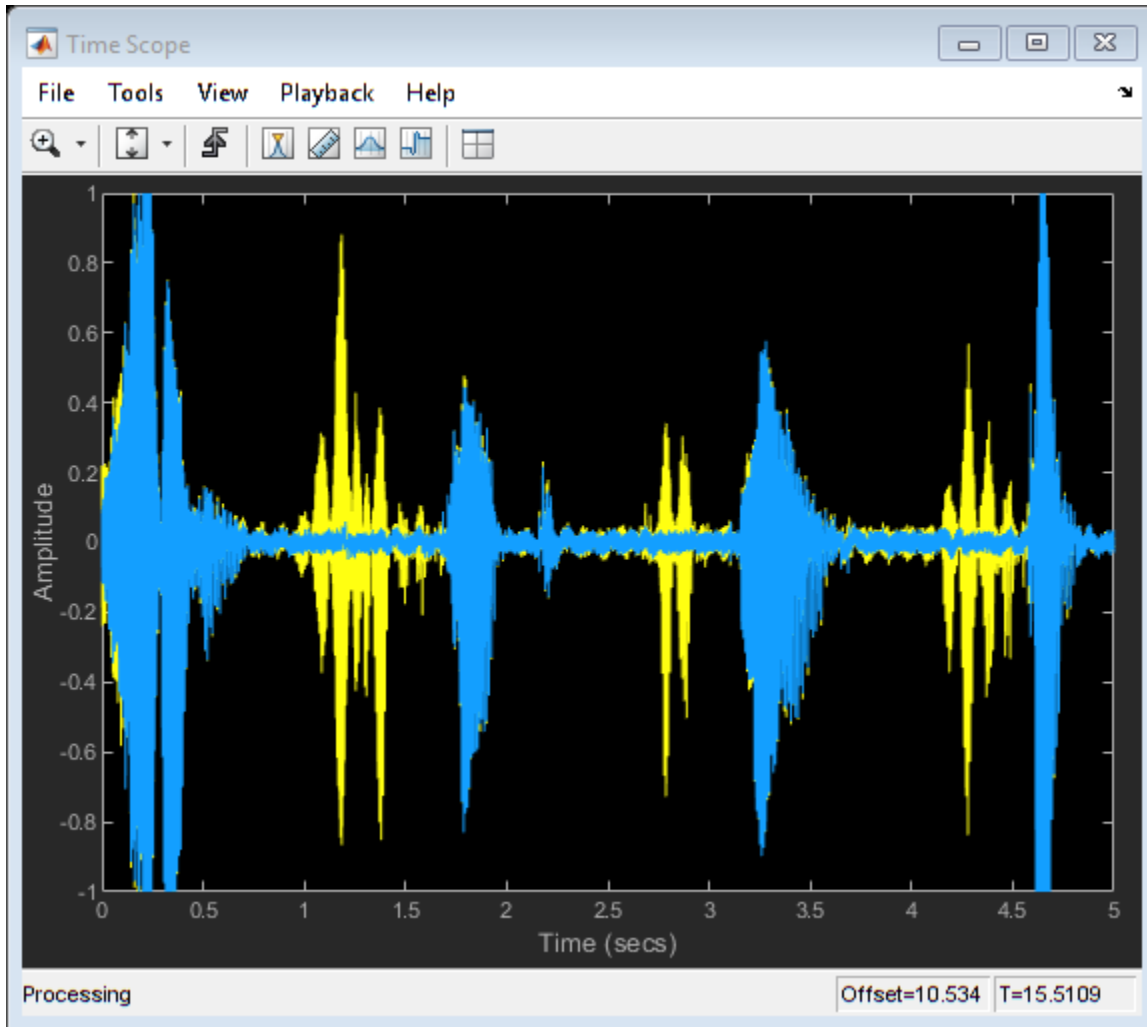 Time Scope
File Tools View Playback Help
1
0.8
0.6
0.4
0.2
0
-0.2
-0.4
-0.6
-0.8
-1
Amplitude
0 0.5 1 1.5 2 2.5 3 3.5 4 4.5 5
Time (secs)
Processing Offset=10.534 T=15.5109